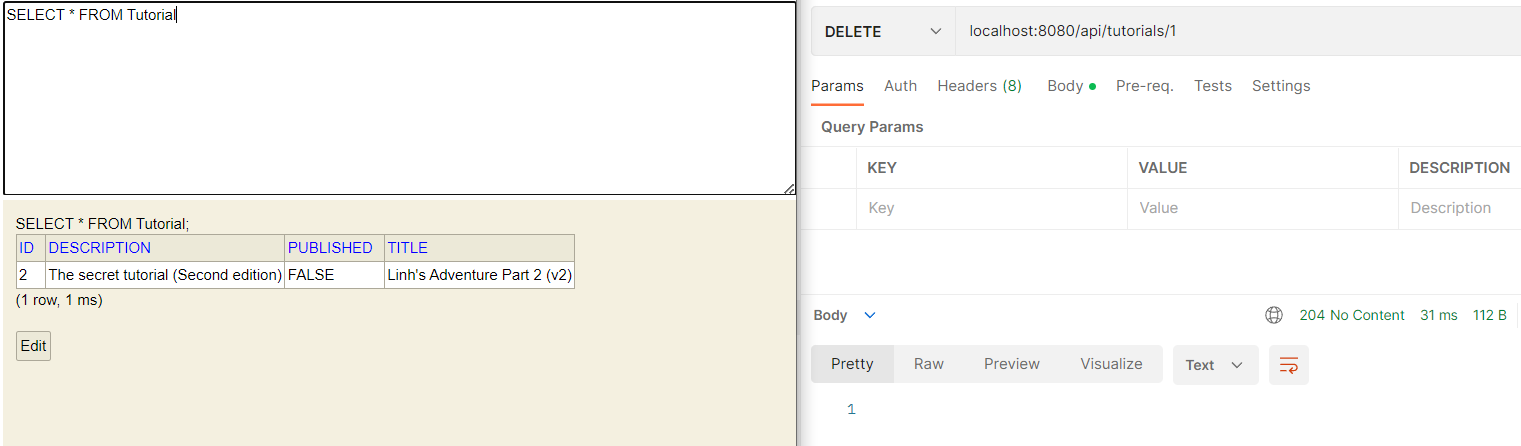 SELECT * FROM Tutorial
SELECT * FROM Tutorial;
ID DESCRIPTION PUBLISHED TITLE
2 The secret tutorial (Second edition) FALSE Linh's Adventure Part 2 (v2)
(1 row, 1 ms)
Edit
DELETE localhost:8080/api/tutorials/1
Params Auth Headers (8) Body Pre-req. Tests Settings
Query Params
KEY VALUE DESCRIPTION
Key Value Description
Body 204 No Content 31 ms 112 B
Pretty Raw Preview Visualize Text
1